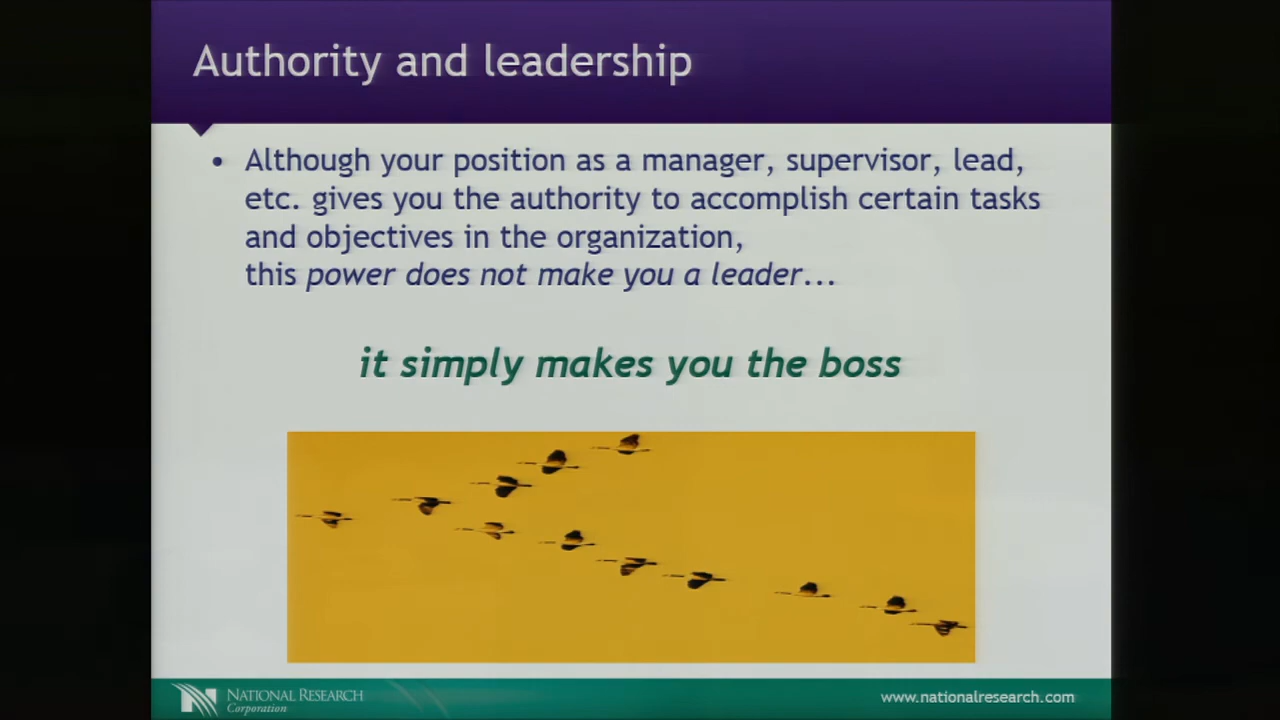 Authority and leadership
• Although your position as a manager, supervisor, lead,
etc. gives you the authority to accomplish certain tasks
and objectives in the organization,
this power does not make you a leader...
it simply makes you the boss
NATIONAL RESEARCH
Corporation
www.nationalresearch.com